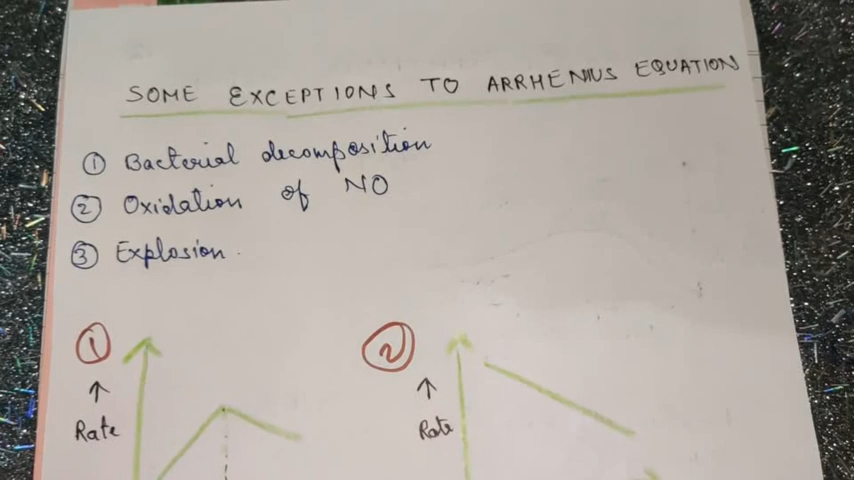 SOME EXCEPTIONS TO ARRHENIUS EQUATION
① Bacterial decomposition
② Oxidation of NO
③ Explosion.
① ②
↑ ↑
Rate Rate